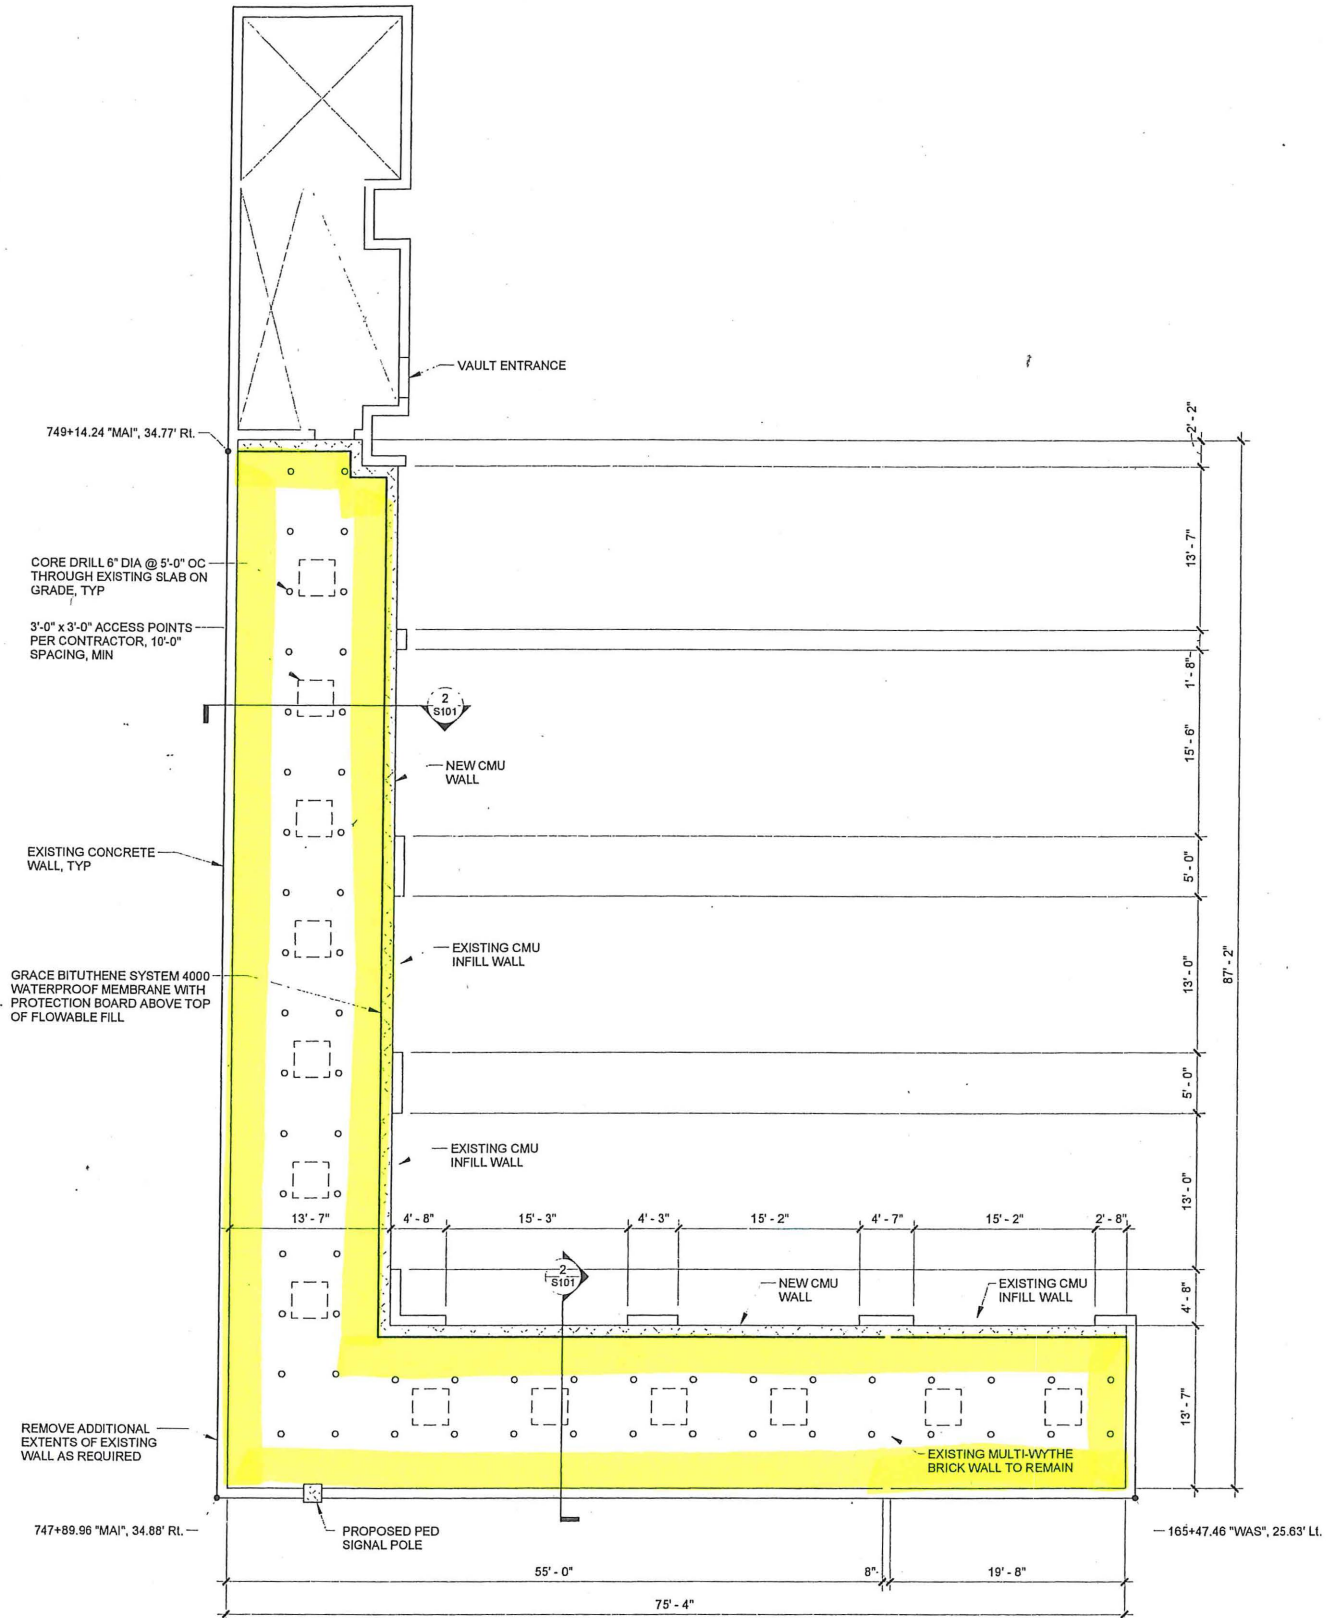 VAULT ENTRANCE
749+14.24 "MAI", 34.77' Rt.
2' - 2"
13' - 7"
CORE DRILL 6" DIA @ 5'-0" OC
THROUGH EXISTING SLAB ON
GRADE, TYP
3'-0" x 3'-0" ACCESS POINTS
PER CONTRACTOR, 10'-0"
SPACING, MIN
1' - 8"
2
S101
15' - 6"
NEW CMU
WALL
EXISTING CONCRETE
WALL, TYP
5' - 0"
EXISTING CMU
INFILL WALL
13' - 0"
87' - 2"
GRACE BITUTHENE SYSTEM 4000
WATERPROOF MEMBRANE WITH
PROTECTION BOARD ABOVE TOP
OF FLOWABLE FILL
5' - 0"
EXISTING CMU
INFILL WALL
13' - 0"
13' - 7"
4' - 8"
15' - 3"
4' - 3"
15' - 2"
4' - 7"
15' - 2"
2' - 8"
2
S101
NEW CMU
WALL
EXISTING CMU
INFILL WALL
4' - 8"
13' - 7"
REMOVE ADDITIONAL
EXTENTS OF EXISTING
WALL AS REQUIRED
EXISTING MULTI-WYTHE
BRICK WALL TO REMAIN
747+89.96 "MAI", 34.88' Rt.
PROPOSED PED
SIGNAL POLE
165+47.46 "WAS", 25.63' Lt.
55' - 0"
8"
19' - 8"
75' - 4"